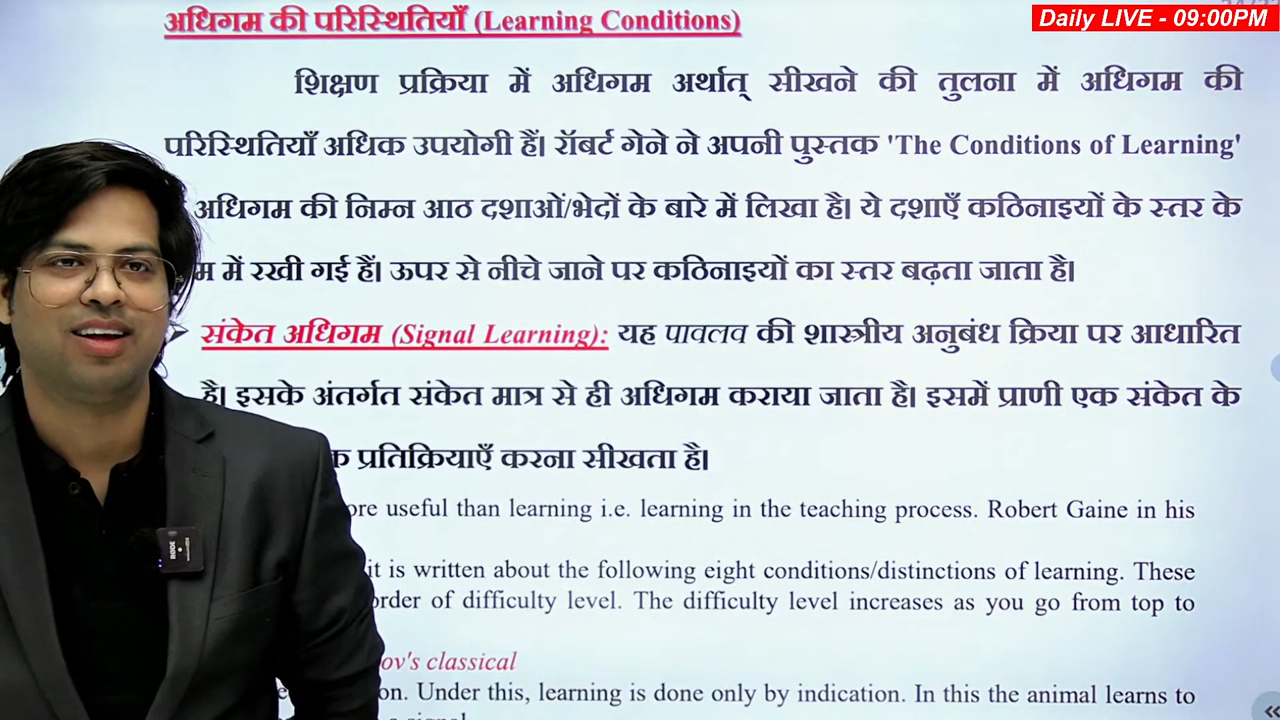 अधिगम की परिस्थितियाँ (Learning Conditions)
Daily LIVE - 09:00PM
शिक्षण प्रक्रिया में अधिगम अर्थात् सीखने की तुलना में अधिगम की
परिस्थितियाँ अधिक उपयोगी हैं। रॉबर्ट गेने ने अपनी पुस्तक 'The Conditions of Learning'
अधिगम की निम्न आठ दशाओं/भेदों के बारे में लिखा है। ये दशाएँ कठिनाइयों के स्तर के
में रखी गई हैं। ऊपर से नीचे जाने पर कठिनाइयों का स्तर बढ़ता जाता है।
संकेत अधिगम (Signal Learning): यह पावलव की शास्त्रीय अनुबंध क्रिया पर आधारित
है। इसके अंतर्गत संकेत मात्र से ही अधिगम कराया जाता है। इसमें प्राणी एक संकेत के
प्रतिक्रियाएँ करना सीखता है।
useful than learning i.e. learning in the teaching process. Robert Gaine in his
it is written about the following eight conditions/distinctions of learning. These
order of difficulty level. The difficulty level increases as you go from top to
classical
Under this, learning is done only by indication. In this the animal learns to
RODE